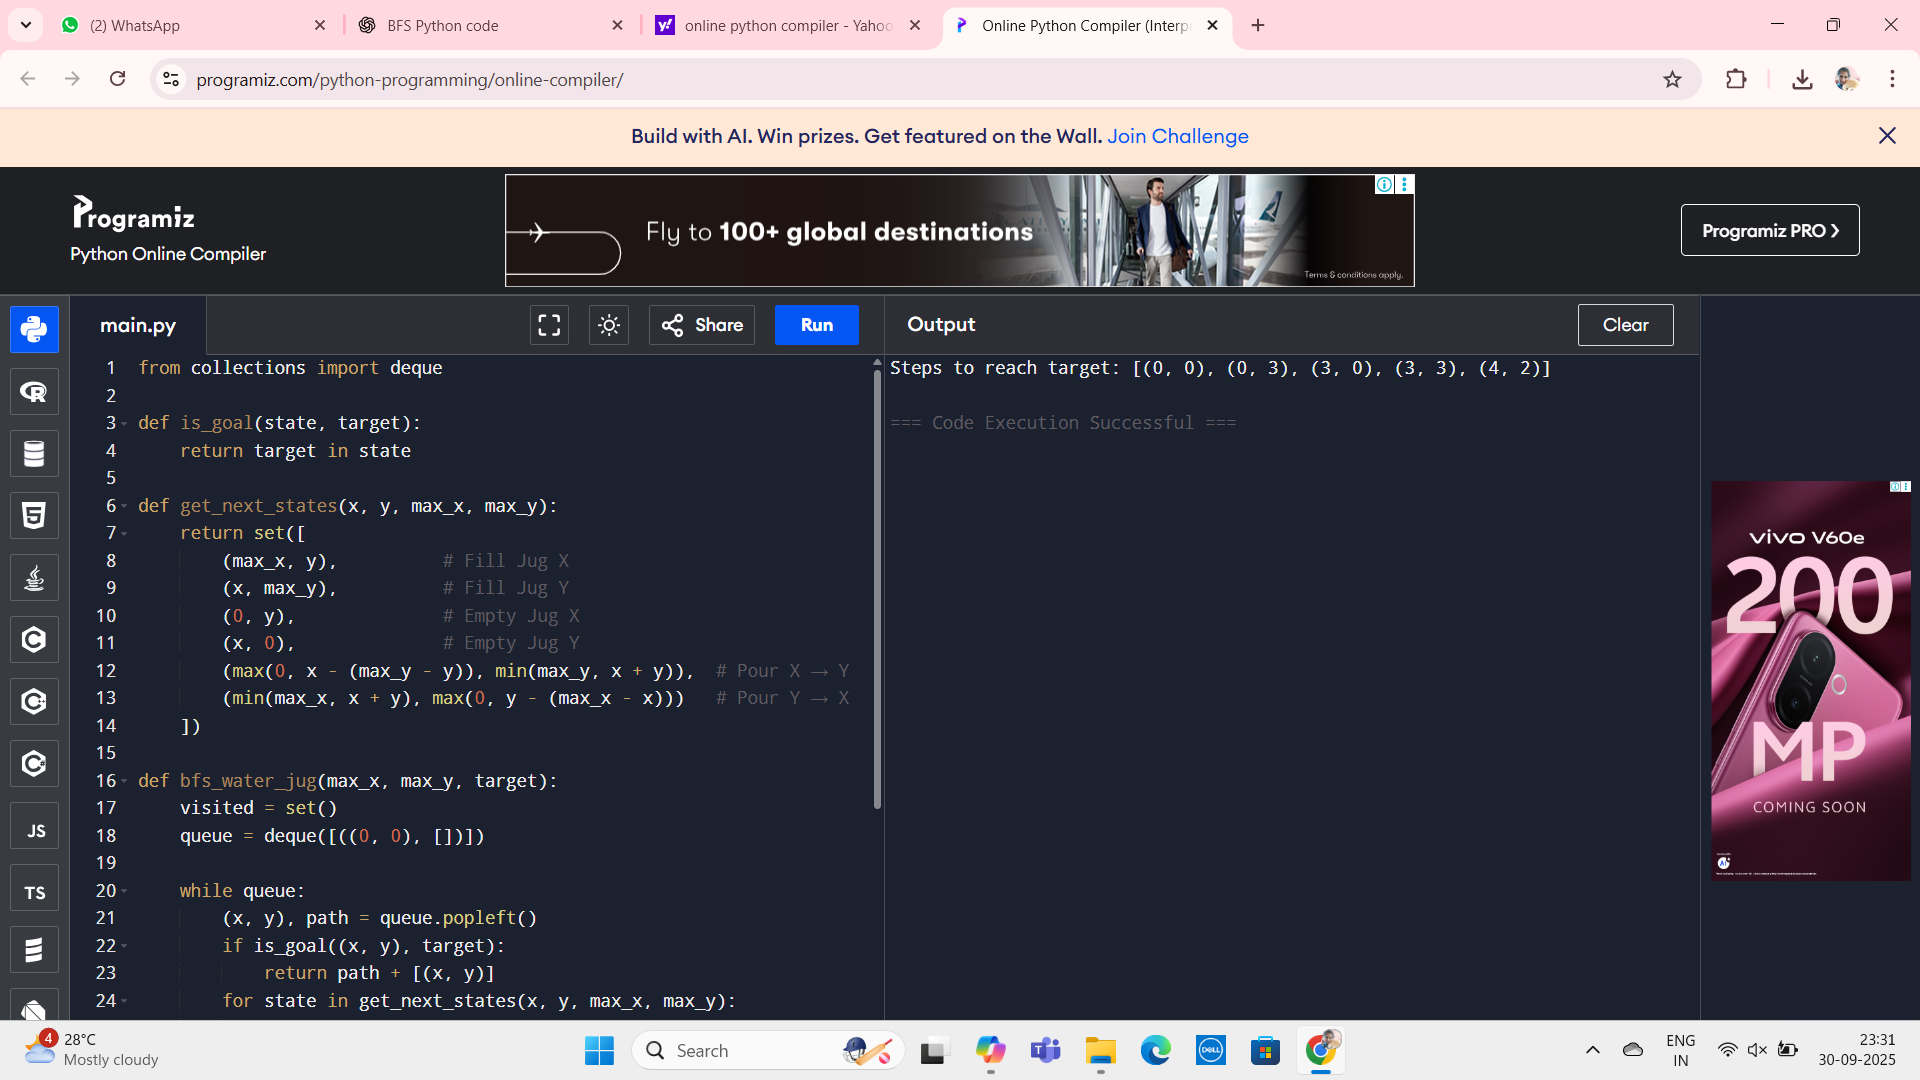 (2) WhatsApp
BFS Python code
online python compiler - Yahoo
Online Python Compiler (Interp
programiz.com/python-programming/online-compiler/
Build with AI. Win prizes. Get featured on the Wall. Join Challenge
Programiz
Python Online Compiler
Fly to 100+ global destinations
Terms & conditions apply.
Programiz PRO ›
main.py
Share
Run
Output
Clear
1 from collections import deque
2
3 def is_goal(state, target):
4     return target in state
5
6 def get_next_states(x, y, max_x, max_y):
7     return set([
8         (max_x, y),          # Fill Jug X
9         (x, max_y),          # Fill Jug Y
10         (0, y),              # Empty Jug X
11         (x, 0),              # Empty Jug Y
12         (max(0, x - (max_y - y)), min(max_y, x + y)),  # Pour X → Y
13         (min(max_x, x + y), max(0, y - (max_x - x)))   # Pour Y → X
14     ])
15
16 def bfs_water_jug(max_x, max_y, target):
17     visited = set()
18     queue = deque([((0, 0), [])])
19
20     while queue:
21         (x, y), path = queue.popleft()
22         if is_goal((x, y), target):
23             return path + [(x, y)]
24         for state in get_next_states(x, y, max_x, max_y):
Steps to reach target: [(0, 0), (0, 3), (3, 0), (3, 3), (4, 2)]
=== Code Execution Successful ===
JS
TS
vivo V60e
200
MP
COMING SOON
4
28°C
Mostly cloudy
Search
DELL
ENG
IN
23:31
30-09-2025